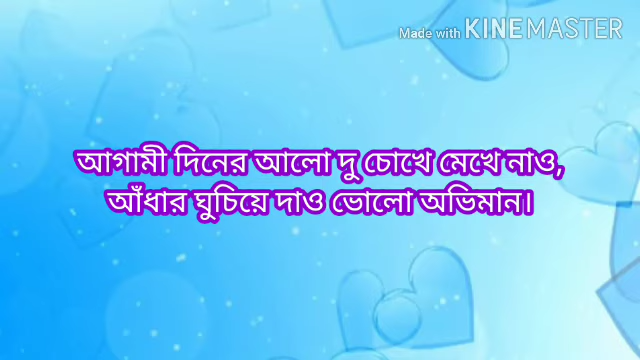 Made with KINEMASTER
আগামী দিনের আলো দু চোখে মেখে নাও,
আঁধার ঘুচিয়ে দাও ভোলো অভিমান।